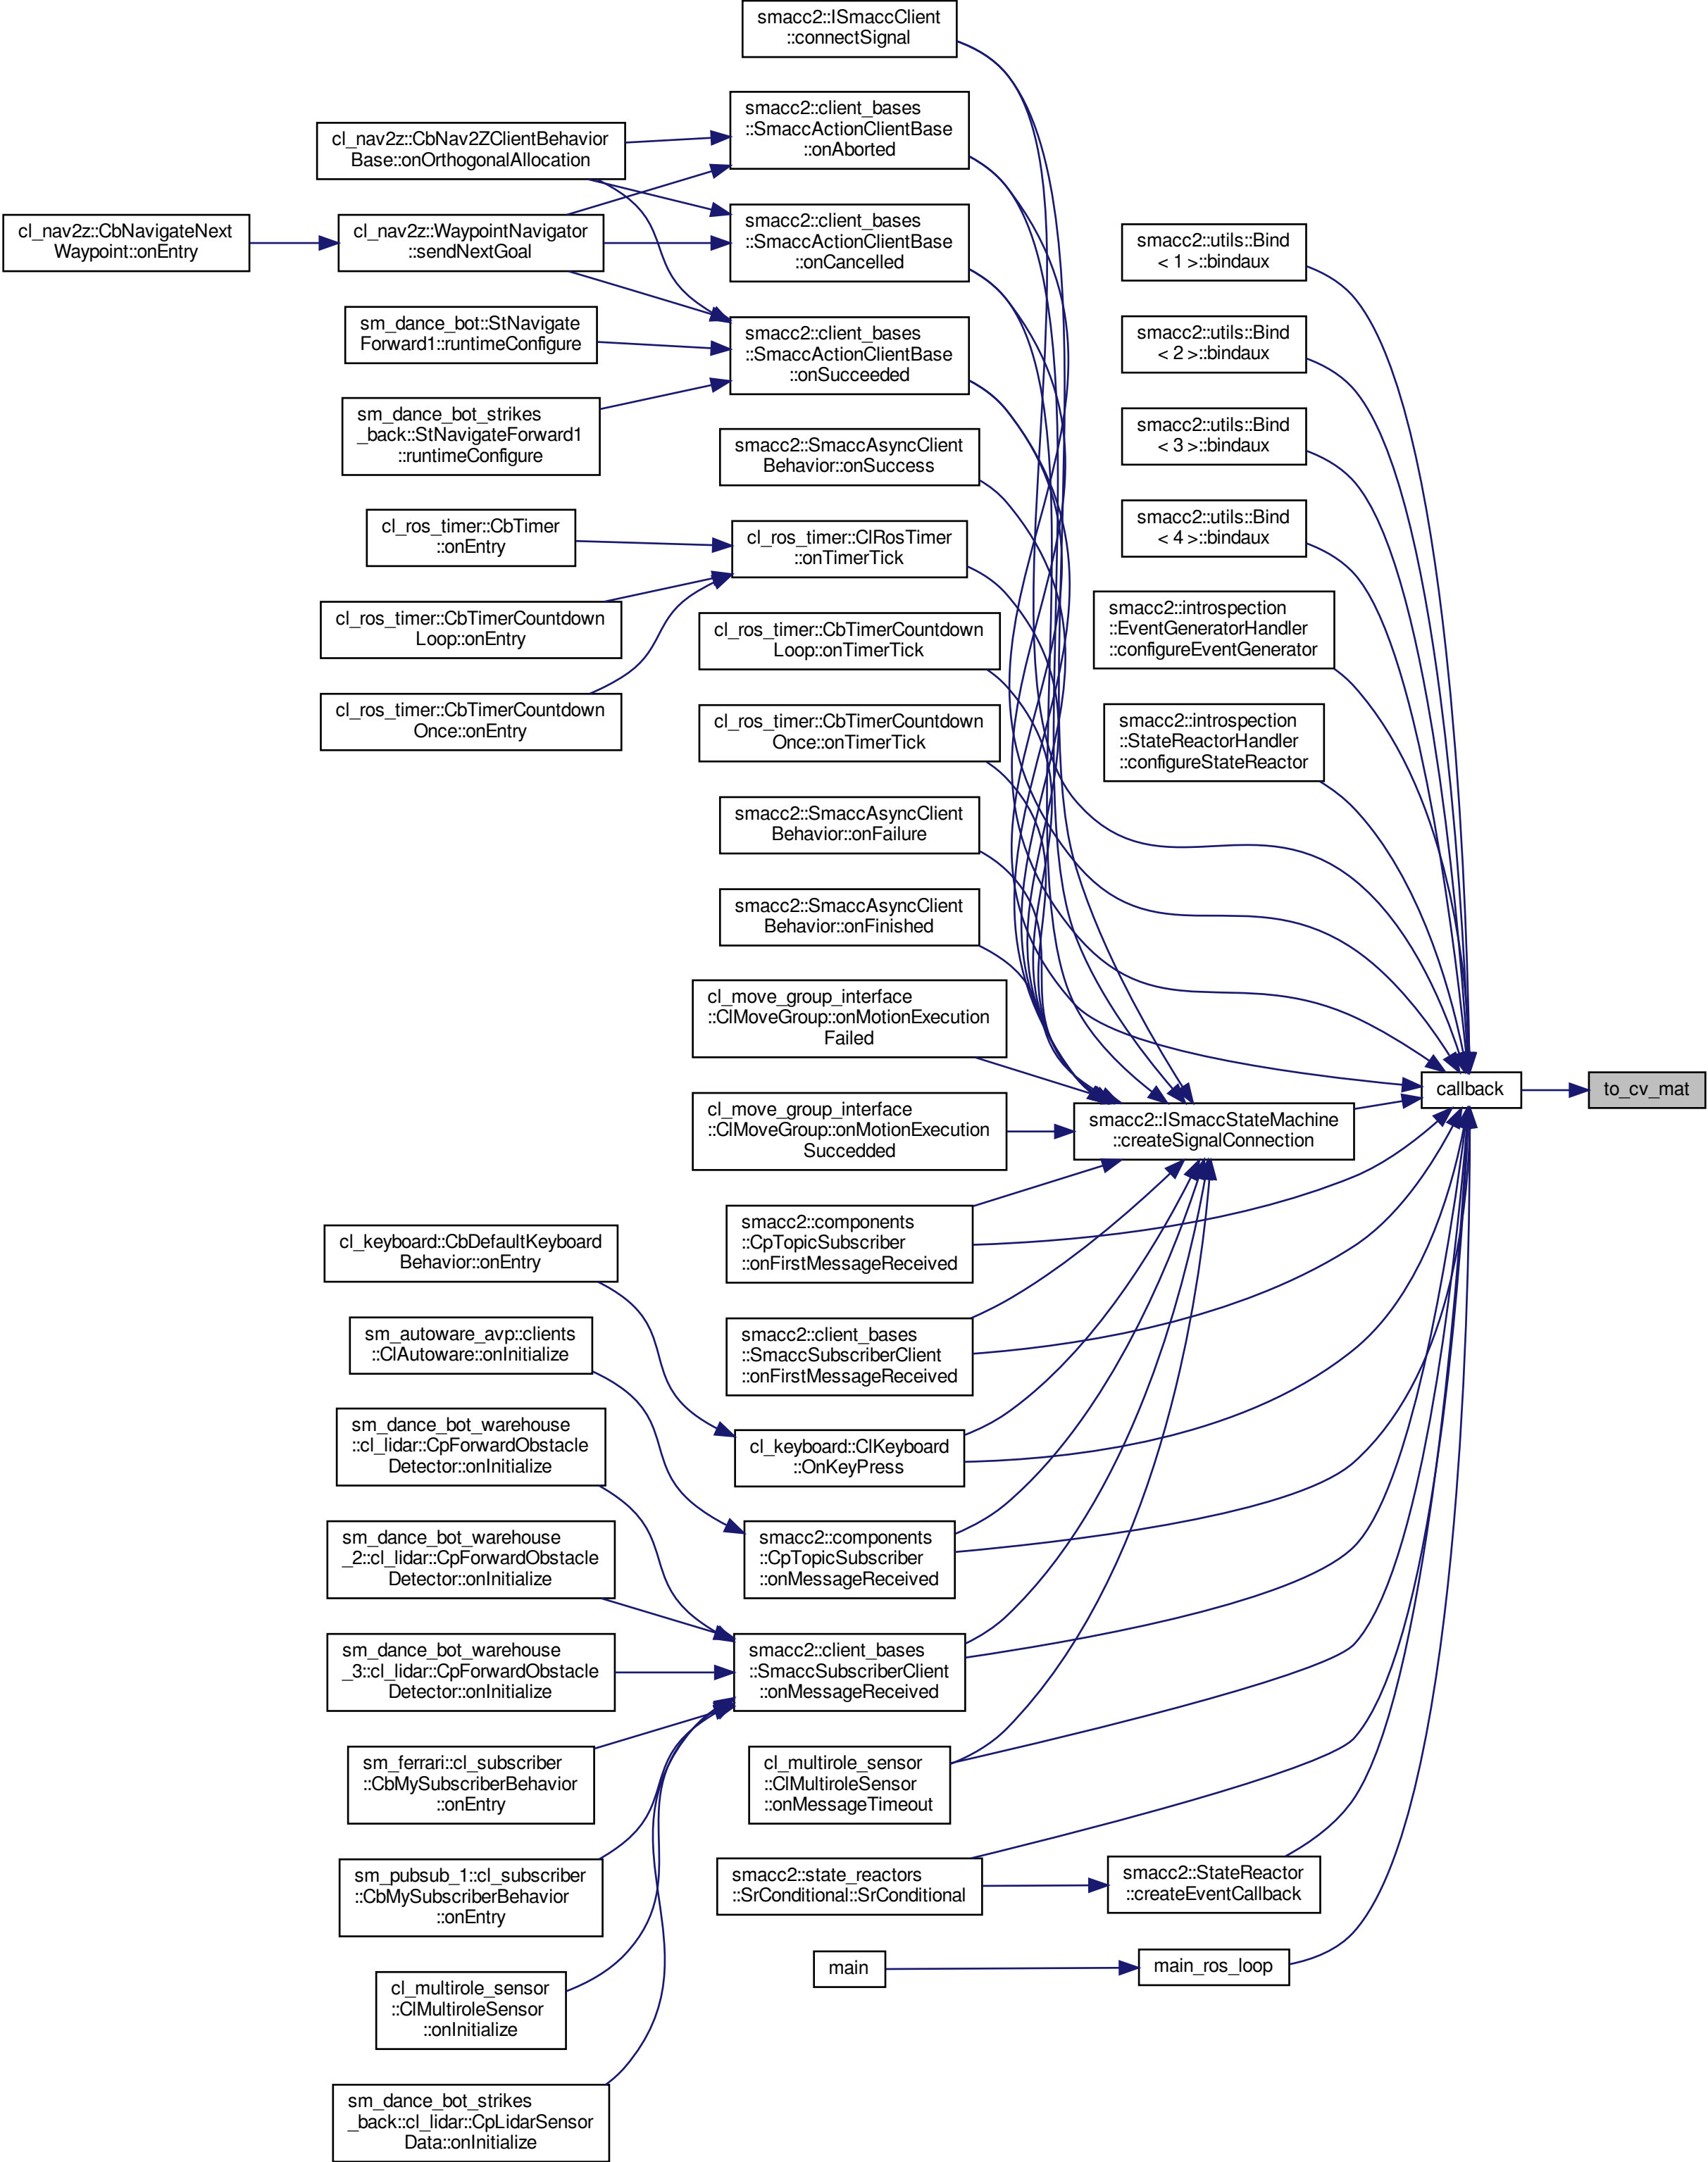 smacc2::ISmaccClient
::connectSignal
smacc2::client_bases
::SmaccActionClientBase
::onAborted
cl_nav2z::CbNav2ZClientBehavior
Base::onOrthogonalAllocation
smacc2::client_bases
::SmaccActionClientBase
::onCancelled
cl_nav2z::CbNavigateNext
Waypoint::onEntry
cl_nav2z::WaypointNavigator
::sendNextGoal
smacc2::utils::Bind
< 1 >::bindaux
sm_dance_bot::StNavigate
Forward1::runtimeConfigure
smacc2::client_bases
::SmaccActionClientBase
::onSucceeded
smacc2::utils::Bind
< 2 >::bindaux
sm_dance_bot_strikes
_back::StNavigateForward1
::runtimeConfigure
smacc2::SmaccAsyncClient
Behavior::onSuccess
smacc2::utils::Bind
< 3 >::bindaux
cl_ros_timer::CbTimer
::onEntry
cl_ros_timer::ClRosTimer
::onTimerTick
smacc2::utils::Bind
< 4 >::bindaux
cl_ros_timer::CbTimerCountdown
Loop::onEntry
cl_ros_timer::CbTimerCountdown
Loop::onTimerTick
smacc2::introspection
::EventGeneratorHandler
::configureEventGenerator
cl_ros_timer::CbTimerCountdown
Once::onEntry
cl_ros_timer::CbTimerCountdown
Once::onTimerTick
smacc2::introspection
::StateReactorHandler
::configureStateReactor
smacc2::SmaccAsyncClient
Behavior::onFailure
smacc2::SmaccAsyncClient
Behavior::onFinished
cl_move_group_interface
::ClMoveGroup::onMotionExecution
Failed
callback
to_cv_mat
cl_move_group_interface
::ClMoveGroup::onMotionExecution
Succedded
smacc2::ISmaccStateMachine
::createSignalConnection
smacc2::components
::CpTopicSubscriber
::onFirstMessageReceived
cl_keyboard::CbDefaultKeyboard
Behavior::onEntry
smacc2::client_bases
::SmaccSubscriberClient
::onFirstMessageReceived
sm_autoware_avp::clients
::ClAutoware::onInitialize
sm_dance_bot_warehouse
::cl_lidar::CpForwardObstacle
Detector::onInitialize
cl_keyboard::ClKeyboard
::OnKeyPress
sm_dance_bot_warehouse
_2::cl_lidar::CpForwardObstacle
Detector::onInitialize
smacc2::components
::CpTopicSubscriber
::onMessageReceived
sm_dance_bot_warehouse
_3::cl_lidar::CpForwardObstacle
Detector::onInitialize
smacc2::client_bases
::SmaccSubscriberClient
::onMessageReceived
sm_ferrari::cl_subscriber
::CbMySubscriberBehavior
::onEntry
cl_multirole_sensor
::ClMultiroleSensor
::onMessageTimeout
sm_pubsub_1::cl_subscriber
::CbMySubscriberBehavior
::onEntry
smacc2::state_reactors
::SrConditional::SrConditional
smacc2::StateReactor
::createEventCallback
main
main_ros_loop
cl_multirole_sensor
::ClMultiroleSensor
::onInitialize
sm_dance_bot_strikes
_back::cl_lidar::CpLidarSensor
Data::onInitialize